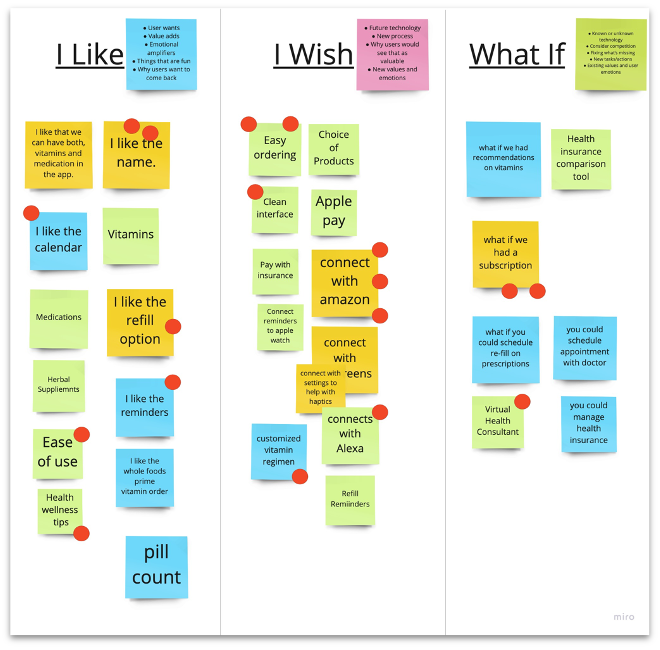 I Like
● User wants
● Value adds
● Emotional
amplifiers
● Things that are fun
● Why users want to
come back
I like that we
can have both,
vitamins and
medication in
the app.
I like the
name.
I like the
calendar
Vitamins
Medications
I like the
refill
option
Herbal
Suppliemnts
I like the
reminders
Ease
of use
I like the
whole foods
prime
vitamin order
Health
wellness
tips
pill
count
I Wish
● Future technology
● New process
● Why users would
see that as
valuable
● New values and
emotions
Easy
ordering
Choice
of
Products
Clean
interface
Apple
pay
Pay with
insurance
connect
with
amazon
Connect
reminders
to apple
watch
connect
with
eens
connect with
settings to
help with
haptics
connects
with
Alexa
customized
vitamin
regimen
Refill
Remiinders
What If
● Known or unknown
technology
● Consider competition
● Fixing what's missing
● New tasks/actions
● Existing values and user
emotions
what if we had
recommendations
on vitamins
Health
insurance
comparison
tool
what if we
had a
subscription
what if you
could schedule
re-fill on
prescriptions
you could
schedule
appointment
with doctor
Virtual
Health
Consultant
you could
manage
health
insurance
miro